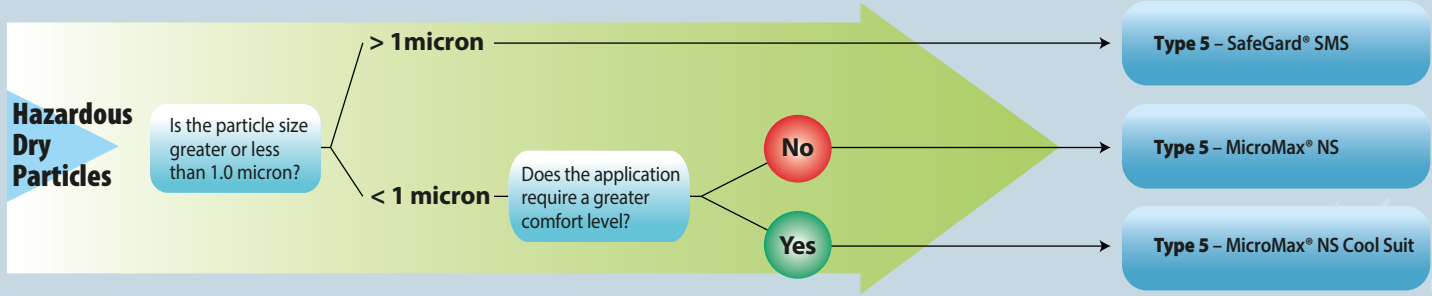 Hazardous
Dry
Particles
Is the particle size
greater or less
than 1.0 micron?
> 1micron
< 1 micron
Does the application
require a greater
comfort level?
No
Yes
Type 5 – SafeGard® SMS
Type 5 – MicroMax® NS
Type 5 – MicroMax® NS Cool Suit